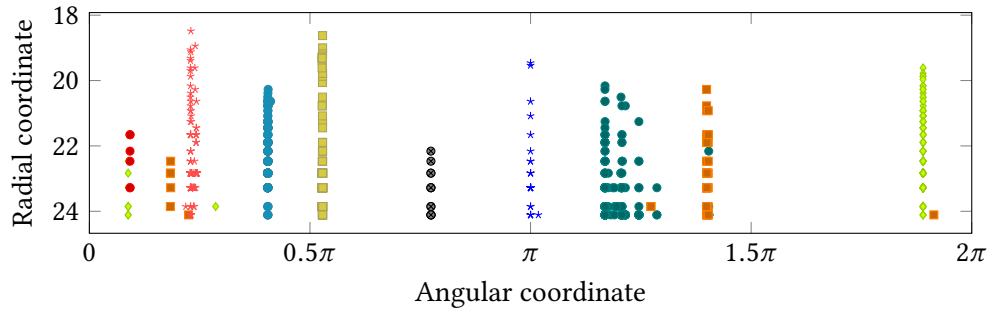 18
20
22
24
Radial coordinate
0
0.5π
π
1.5π
2π
Angular coordinate